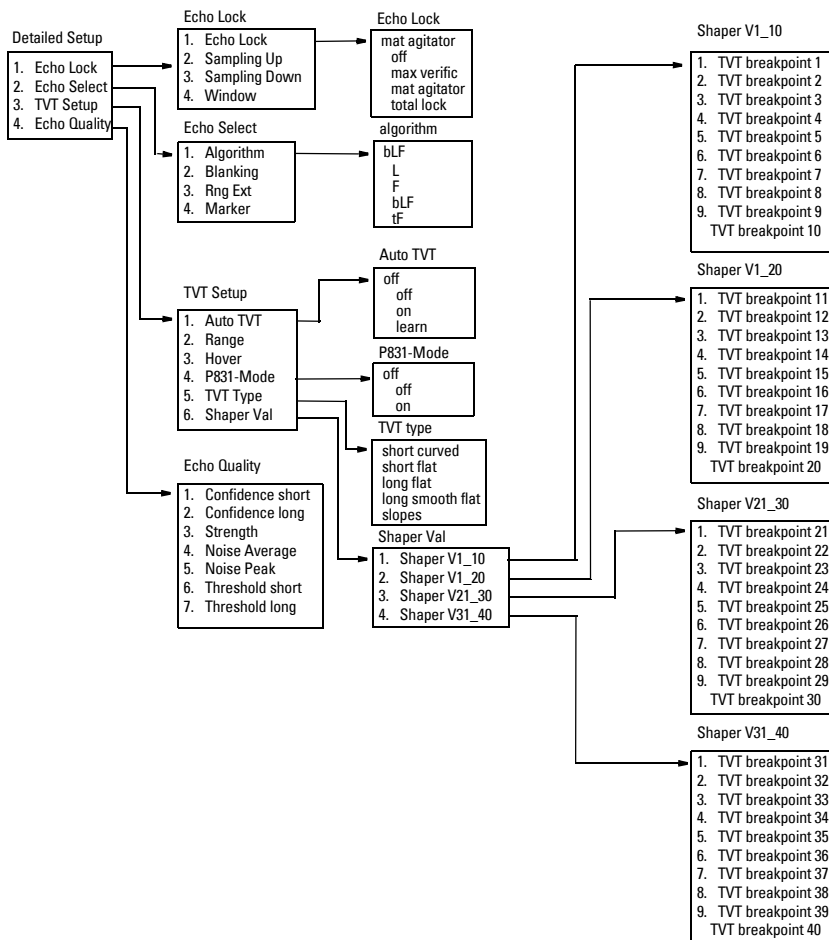 Detailed Setup
1. Echo Lock
2. Echo Select
3. TVT Setup
4. Echo Quality
Echo Lock
1. Echo Lock
2. Sampling Up
3. Sampling Down
4. Window
Echo Lock
mat agitator
off
max verific
mat agitator
total lock
Echo Select
1. Algorithm
2. Blanking
3. Rng Ext
4. Marker
algorithm
bLF
L
F
bLF
tF
TVT Setup
1. Auto TVT
2. Range
3. Hover
4. P831-Mode
5. TVT Type
6. Shaper Val
Auto TVT
off
off
on
learn
P831-Mode
off
off
on
TVT type
short curved
short flat
long flat
long smooth flat
slopes
Echo Quality
1. Confidence short
2. Confidence long
3. Strength
4. Noise Average
5. Noise Peak
6. Threshold short
7. Threshold long
Shaper Val
1. Shaper V1_10
2. Shaper V1_20
3. Shaper V21_30
4. Shaper V31_40
Shaper V1_10
1. TVT breakpoint 1
2. TVT breakpoint 2
3. TVT breakpoint 3
4. TVT breakpoint 4
5. TVT breakpoint 5
6. TVT breakpoint 6
7. TVT breakpoint 7
8. TVT breakpoint 8
9. TVT breakpoint 9
TVT breakpoint 10
Shaper V1_20
1. TVT breakpoint 11
2. TVT breakpoint 12
3. TVT breakpoint 13
4. TVT breakpoint 14
5. TVT breakpoint 15
6. TVT breakpoint 16
7. TVT breakpoint 17
8. TVT breakpoint 18
9. TVT breakpoint 19
TVT breakpoint 20
Shaper V21_30
1. TVT breakpoint 21
2. TVT breakpoint 22
3. TVT breakpoint 23
4. TVT breakpoint 24
5. TVT breakpoint 25
6. TVT breakpoint 26
7. TVT breakpoint 27
8. TVT breakpoint 28
9. TVT breakpoint 29
TVT breakpoint 30
Shaper V31_40
1. TVT breakpoint 31
2. TVT breakpoint 32
3. TVT breakpoint 33
4. TVT breakpoint 34
5. TVT breakpoint 35
6. TVT breakpoint 36
7. TVT breakpoint 37
8. TVT breakpoint 38
9. TVT breakpoint 39
TVT breakpoint 40